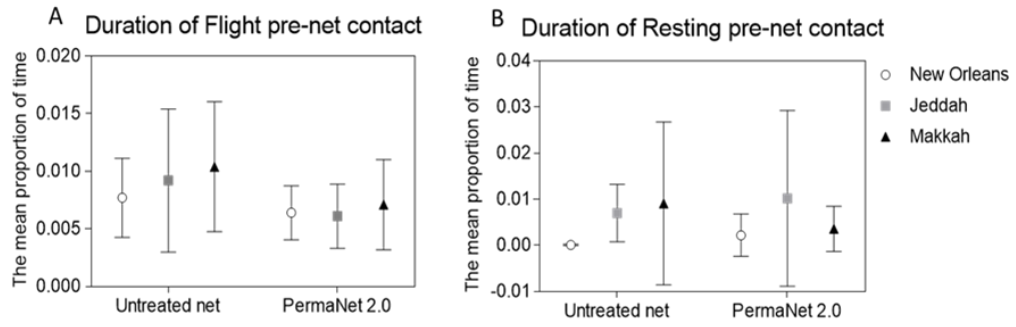 A
Duration of Flight pre-net contact
The mean proportion of time
0.020
0.015
0.010
0.005
0.000
Untreated net
PermaNet 2.0
B
Duration of Resting pre-net contact
The mean proportion of time
0.04
0.03
0.02
0.01
0.00
-0.01
Untreated net
PermaNet 2.0
New Orleans
Jeddah
Makkah